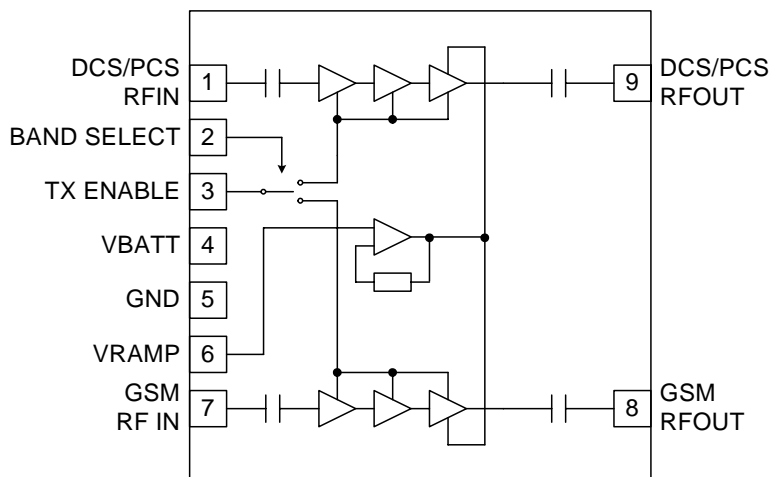 DCS/PCS
RFIN
1
9
DCS/PCS
RFOUT
BAND SELECT
2
TX ENABLE
3
VBATT
4
GND
5
VRAMP
6
GSM
RF IN
7
8
GSM
RFOUT